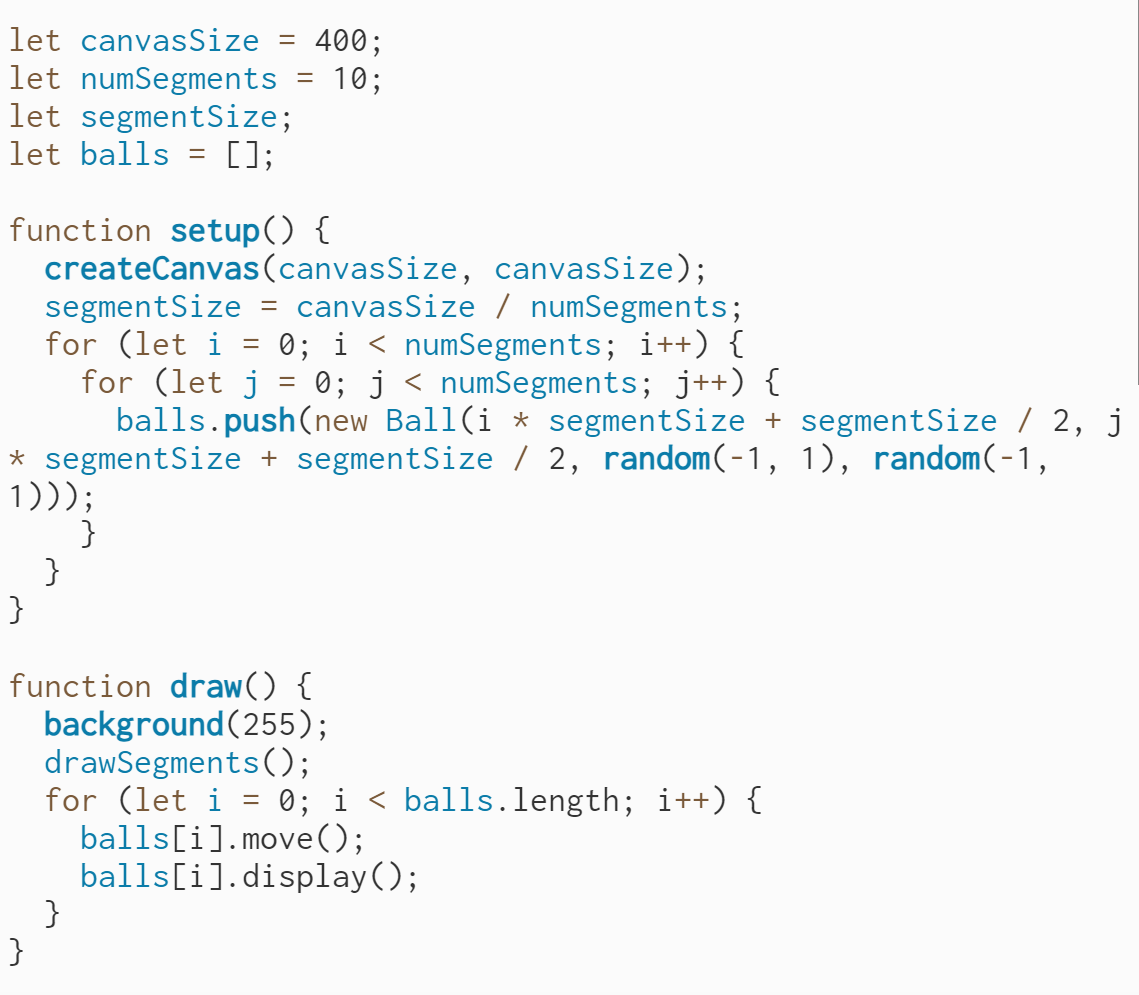 let canvasSize = 400;
let numSegments = 10;
let segmentSize;
let balls = [];

function setup() {
  createCanvas(canvasSize, canvasSize);
  segmentSize = canvasSize / numSegments;
  for (let i = 0; i < numSegments; i++) {
    for (let j = 0; j < numSegments; j++) {
      balls.push(new Ball(i * segmentSize + segmentSize / 2, j
* segmentSize + segmentSize / 2, random(-1, 1), random(-1,
1)));
    }
  }
}

function draw() {
  background(255);
  drawSegments();
  for (let i = 0; i < balls.length; i++) {
    balls[i].move();
    balls[i].display();
  }
}